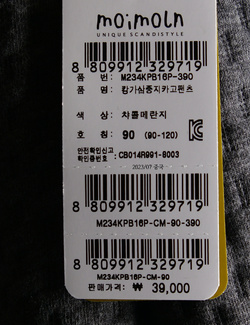 moimoln
UNIQUE SCANDISTYLE
8 809912 329719
품 번: M234KPB16P-390
품 명: 캉가심종지카고팬츠
색 상: 차콜메란지
호 칭: 90 (90-120)
안전확인신고
확인증번호 : CB014R991-8003
2023/07 중국
8 809912 329719
M234KPB16P-CM-90-390
8 809912 329719
M234KPB16P-CM-90
판매가격: ₩ 39,000